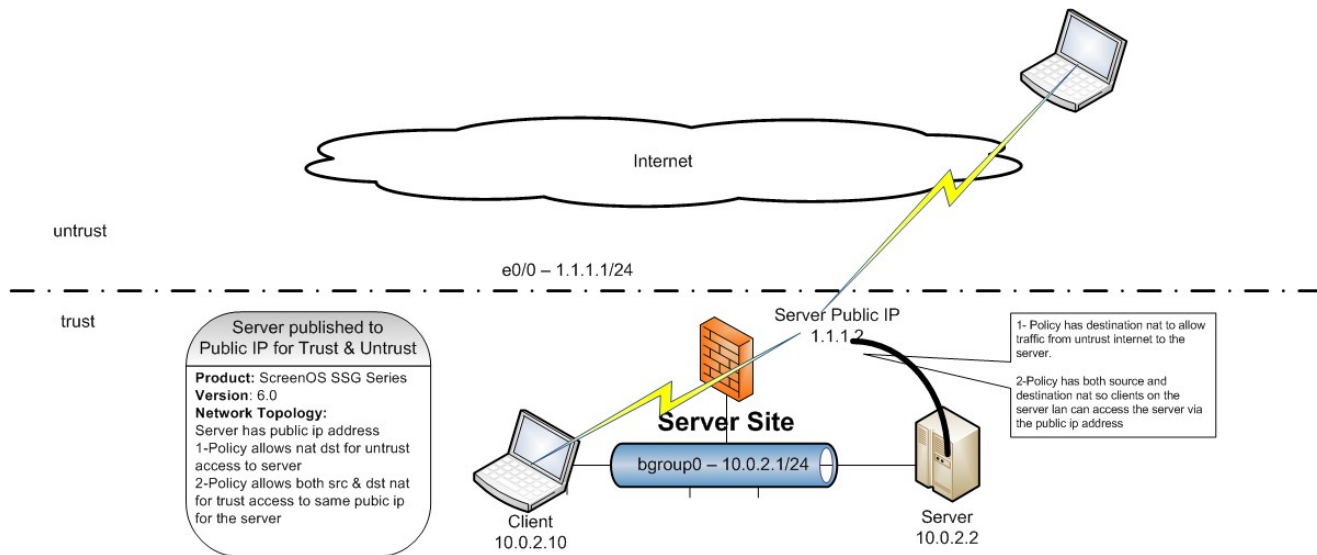 Internet
untrust
e0/0 – 1.1.1.1/24
trust
Server published to
Public IP for Trust & Untrust
Product: ScreenOS SSG Series
Version: 6.0
Network Topology:
Server has public ip address
1-Policy allows nat dst for untrust
access to server
2-Policy allows both src & dst nat
for trust access to same pubic ip
for the server
Server Public IP
1.1.1.2
1- Policy has destination nat to allow
traffic from untrust internet to the
server.
2-Policy has both source and
destination nat so clients on the
server lan can access the server via
the public ip address
Server Site
bgroup0 – 10.0.2.1/24
Client
10.0.2.10
Server
10.0.2.2